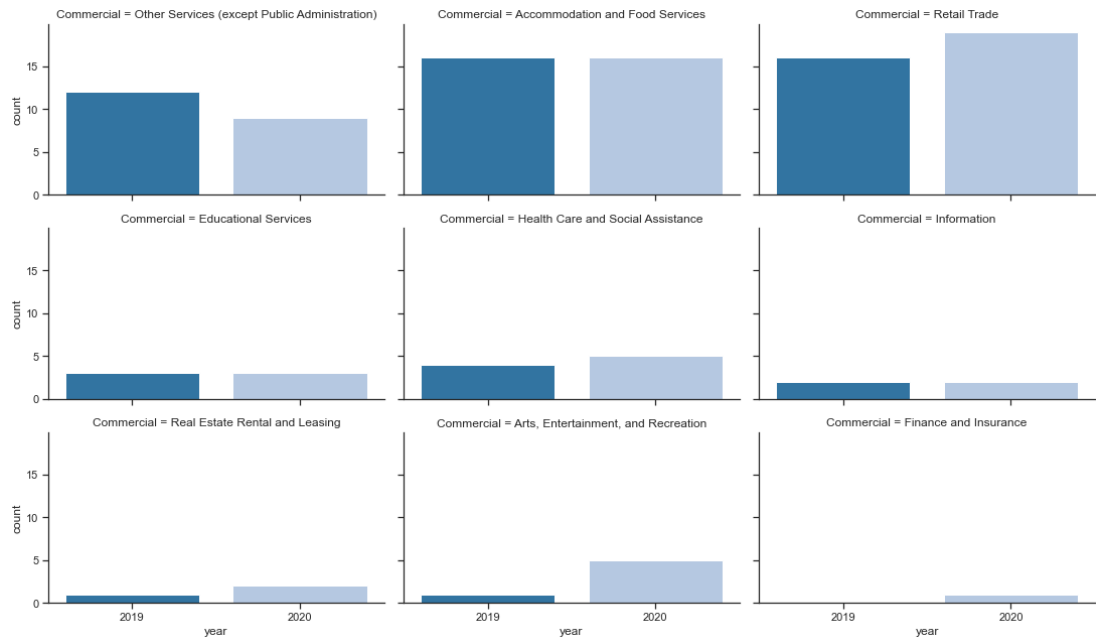 Commercial = Other Services (except Public Administration)
Commercial = Accommodation and Food Services
Commercial = Retail Trade
count
15
10
5
0
Commercial = Educational Services
Commercial = Health Care and Social Assistance
Commercial = Information
count
15
10
5
0
Commercial = Real Estate Rental and Leasing
Commercial = Arts, Entertainment, and Recreation
Commercial = Finance and Insurance
count
15
10
5
0
2019
2020
2019
2020
2019
2020
year
year
year